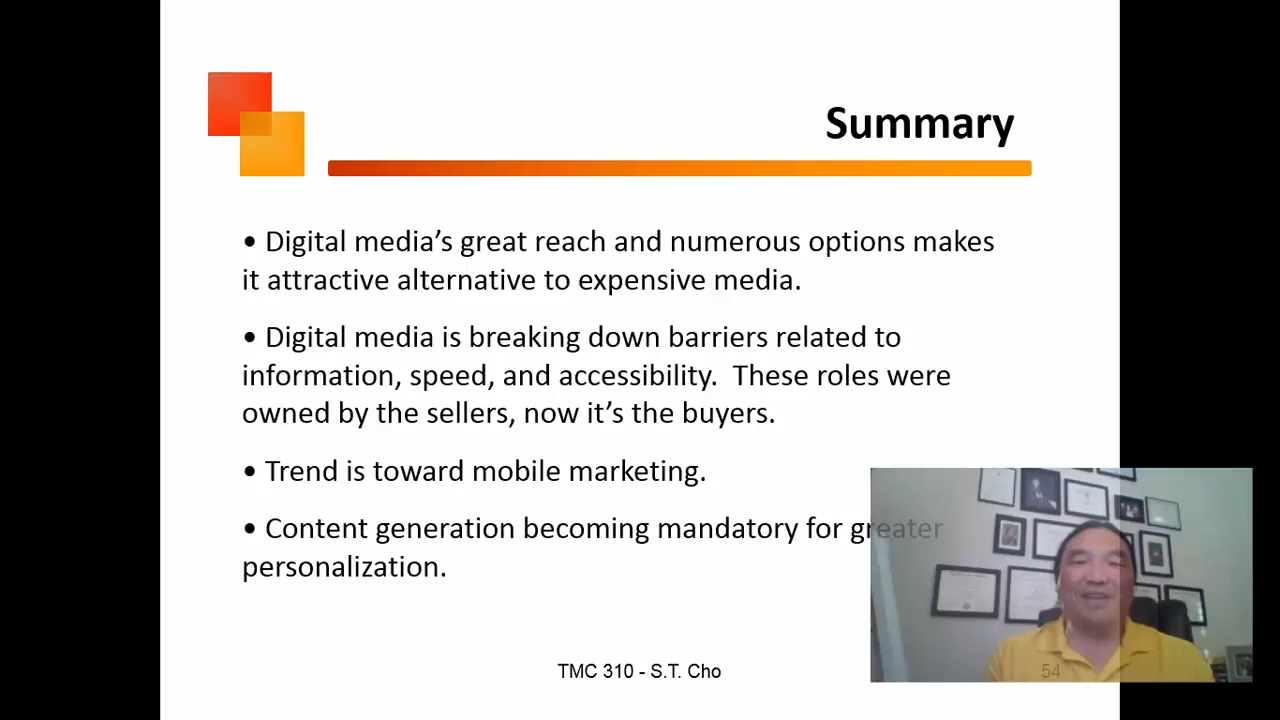 Summary
• Digital media’s great reach and numerous options makes
it attractive alternative to expensive media.
• Digital media is breaking down barriers related to
information, speed, and accessibility.  These roles were
owned by the sellers, now it’s the buyers.
• Trend is toward mobile marketing.
• Content generation becoming mandatory for greater
personalization.
TMC 310 - S.T. Cho
54